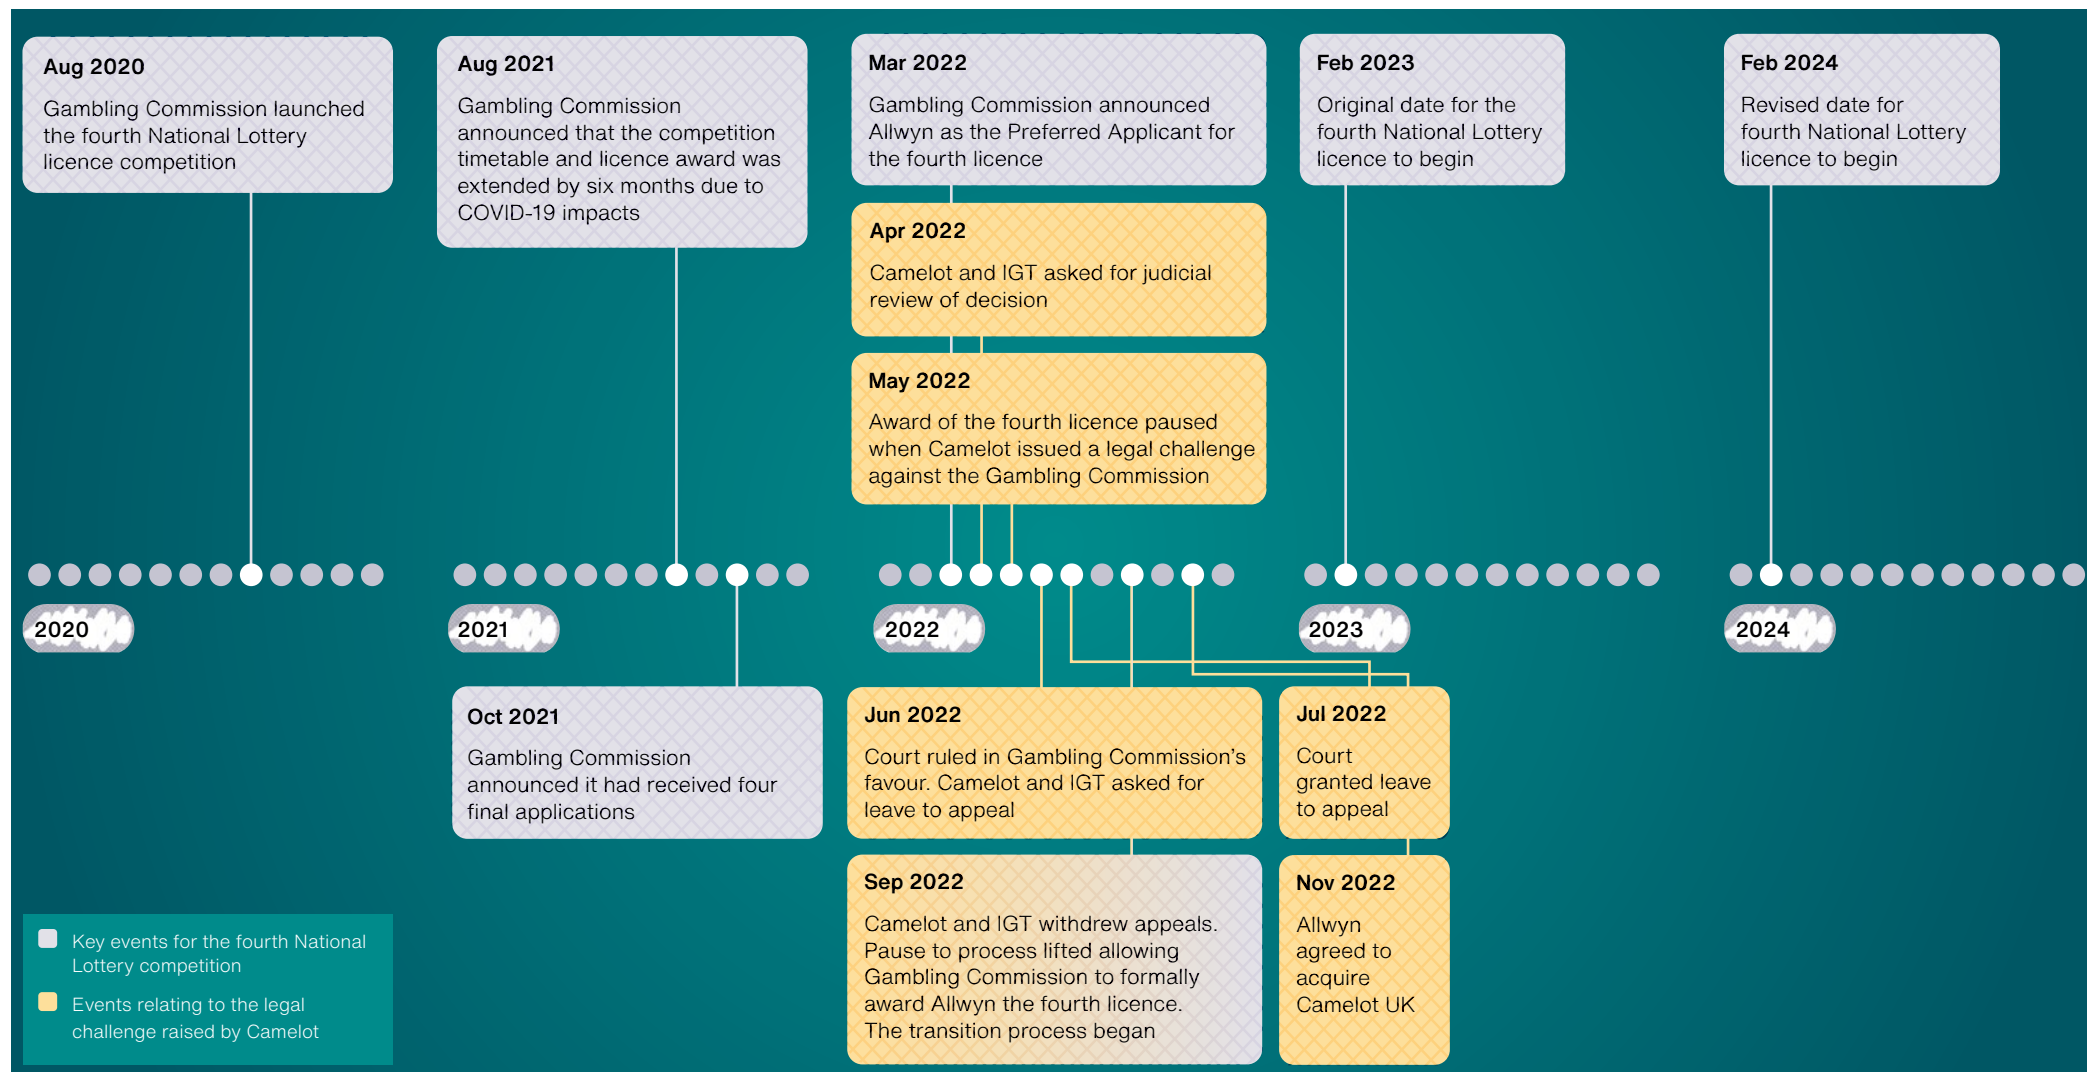 Aug 2020
Gambling Commission launched
the fourth National Lottery
licence competition
Aug 2021
Gambling Commission
announced that the competition
timetable and licence award was
extended by six months due to
COVID-19 impacts
Mar 2022
Gambling Commission announced
Allwyn as the Preferred Applicant for
the fourth licence
Apr 2022
Camelot and IGT asked for judicial
review of decision
May 2022
Award of the fourth licence paused
when Camelot issued a legal challenge
against the Gambling Commission
Feb 2023
Original date for the
fourth National Lottery
licence to begin
Feb 2024
Revised date for
fourth National Lottery
licence to begin
2020
2021
2022
2023
2024
Oct 2021
Gambling Commission
announced it had received four
final applications
Jun 2022
Court ruled in Gambling Commission's
favour. Camelot and IGT asked for
leave to appeal
Jul 2022
Court
granted leave
to appeal
Sep 2022
Camelot and IGT withdrew appeals.
Pause to process lifted allowing
Gambling Commission to formally
award Allwyn the fourth licence.
The transition process began
Nov 2022
Allwyn
agreed to
acquire
Camelot UK
Key events for the fourth National
Lottery competition
Events relating to the legal
challenge raised by Camelot